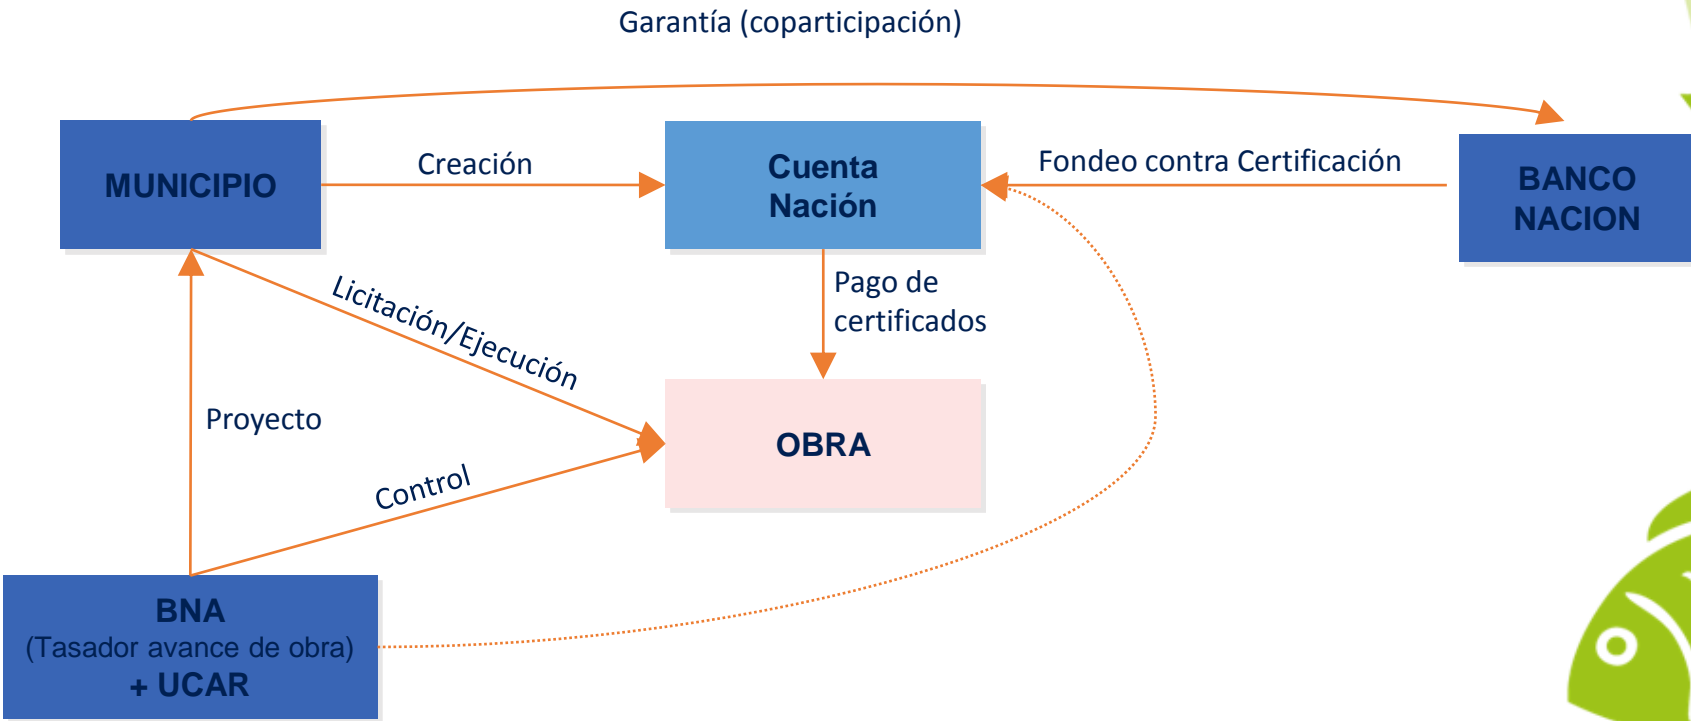 Garantía (coparticipación)
MUNICIPIO
Creación
Cuenta
Nación
Fondeo contra Certificación
BANCO
NACION
Licitación/Ejecución
Pago de
certificados
Proyecto
OBRA
Control
BNA
(Tasador avance de obra)
+ UCAR